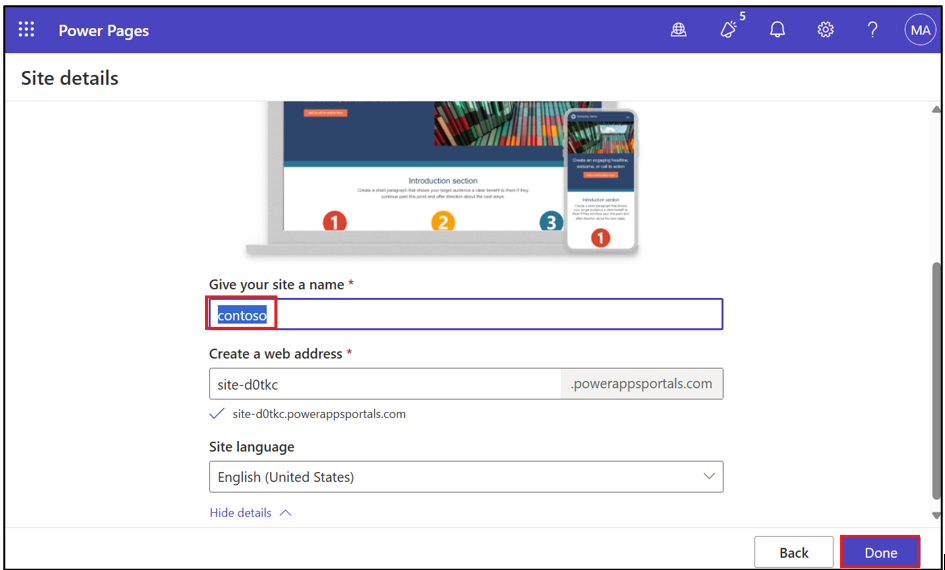 Power Pages
5
?
MA
Site details
Introduction section
Create a short paragraph that shows your target audience a clear benefit to them if they
continue past this point and offer direction about the next steps.
1
2
3
Create an engaging headline,
welcome, or call to action
Introduction section
1
Give your site a name *
contoso
Create a web address *
site-d0tkc
.powerappsportals.com
site-d0tkc.powerappsportals.com
Site language
English (United States)
Hide details
Back
Done